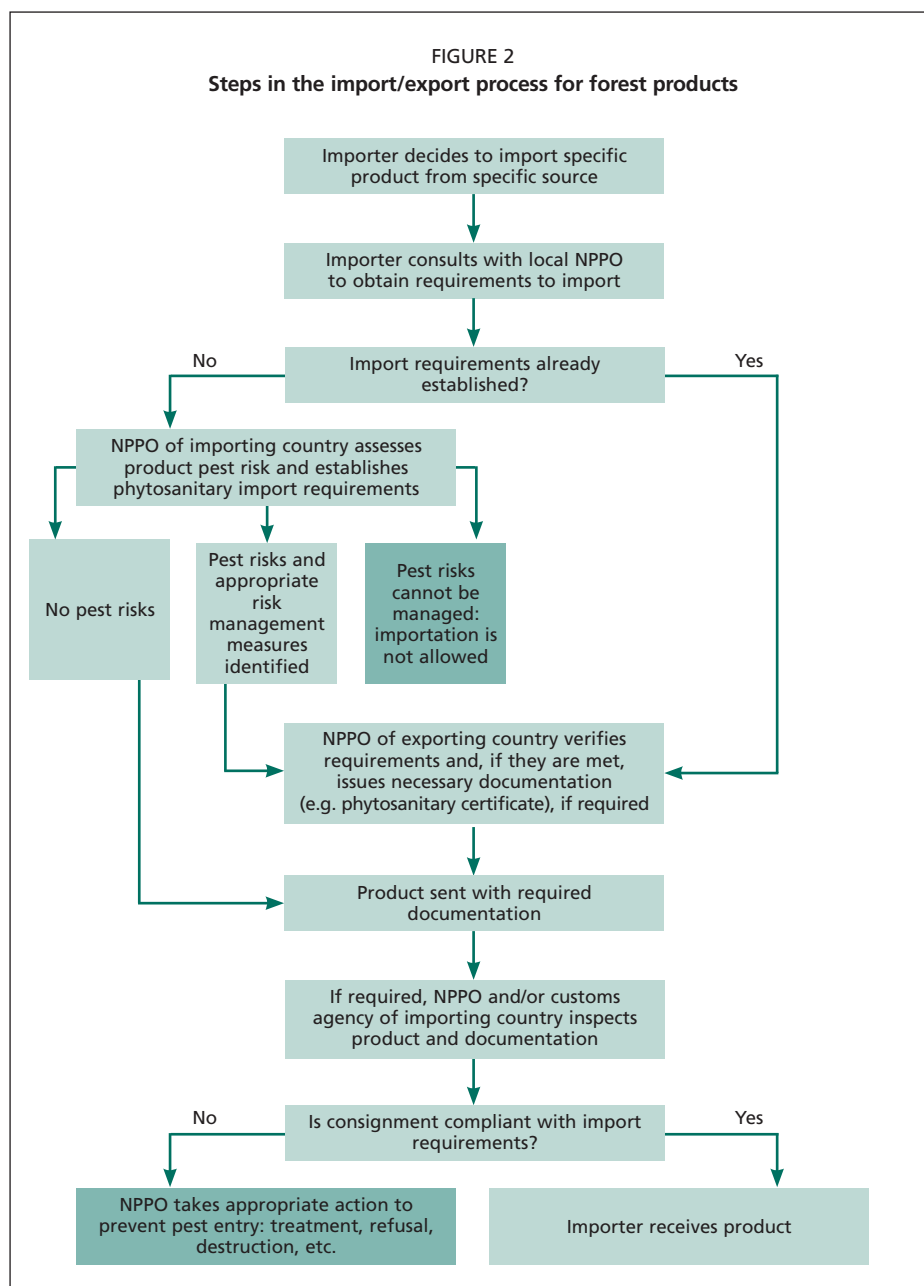 FIGURE 2
Steps in the import/export process for forest products
Importer decides to import specific
product from specific source
Importer consults with local NPPO
to obtain requirements to import
No
Import requirements already
established?
Yes
NPPO of importing country assesses
product pest risk and establishes
phytosanitary import requirements
No pest risks
Pest risks and
appropriate
risk
management
measures
identified
Pest risks
cannot be
managed:
importation is
not allowed
NPPO of exporting country verifies
requirements and, if they are met,
issues necessary documentation
(e.g. phytosanitary certificate), if required
Product sent with required
documentation
If required, NPPO and/or customs
agency of importing country inspects
product and documentation
No
Is consignment compliant with import
requirements?
Yes
NPPO takes appropriate action to
prevent pest entry: treatment, refusal,
destruction, etc.
Importer receives product